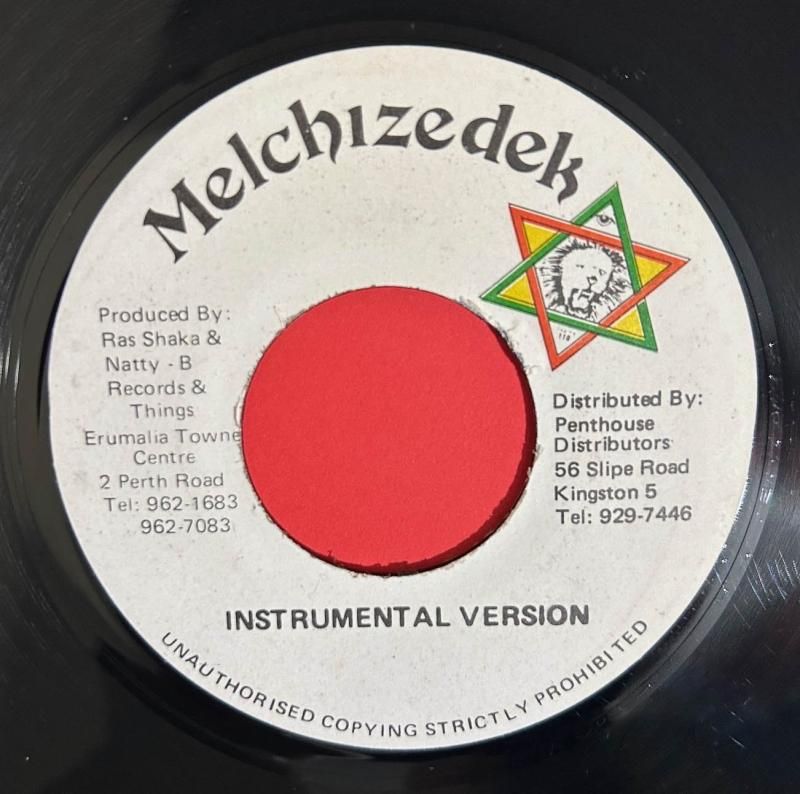 Melchizedek
Produced By:
Ras Shaka &
Natty - B
Records &
Things
Erumalia Towne
Centre
2 Perth Road
Tel: 962-1683
962-7083
Distributed By:
Penthouse
Distributors
56 Slipe Road
Kingston 5
Tel: 929-7446
INSTRUMENTAL VERSION
UNAUTHORISED COPYING STRICTLY PROHIBITED